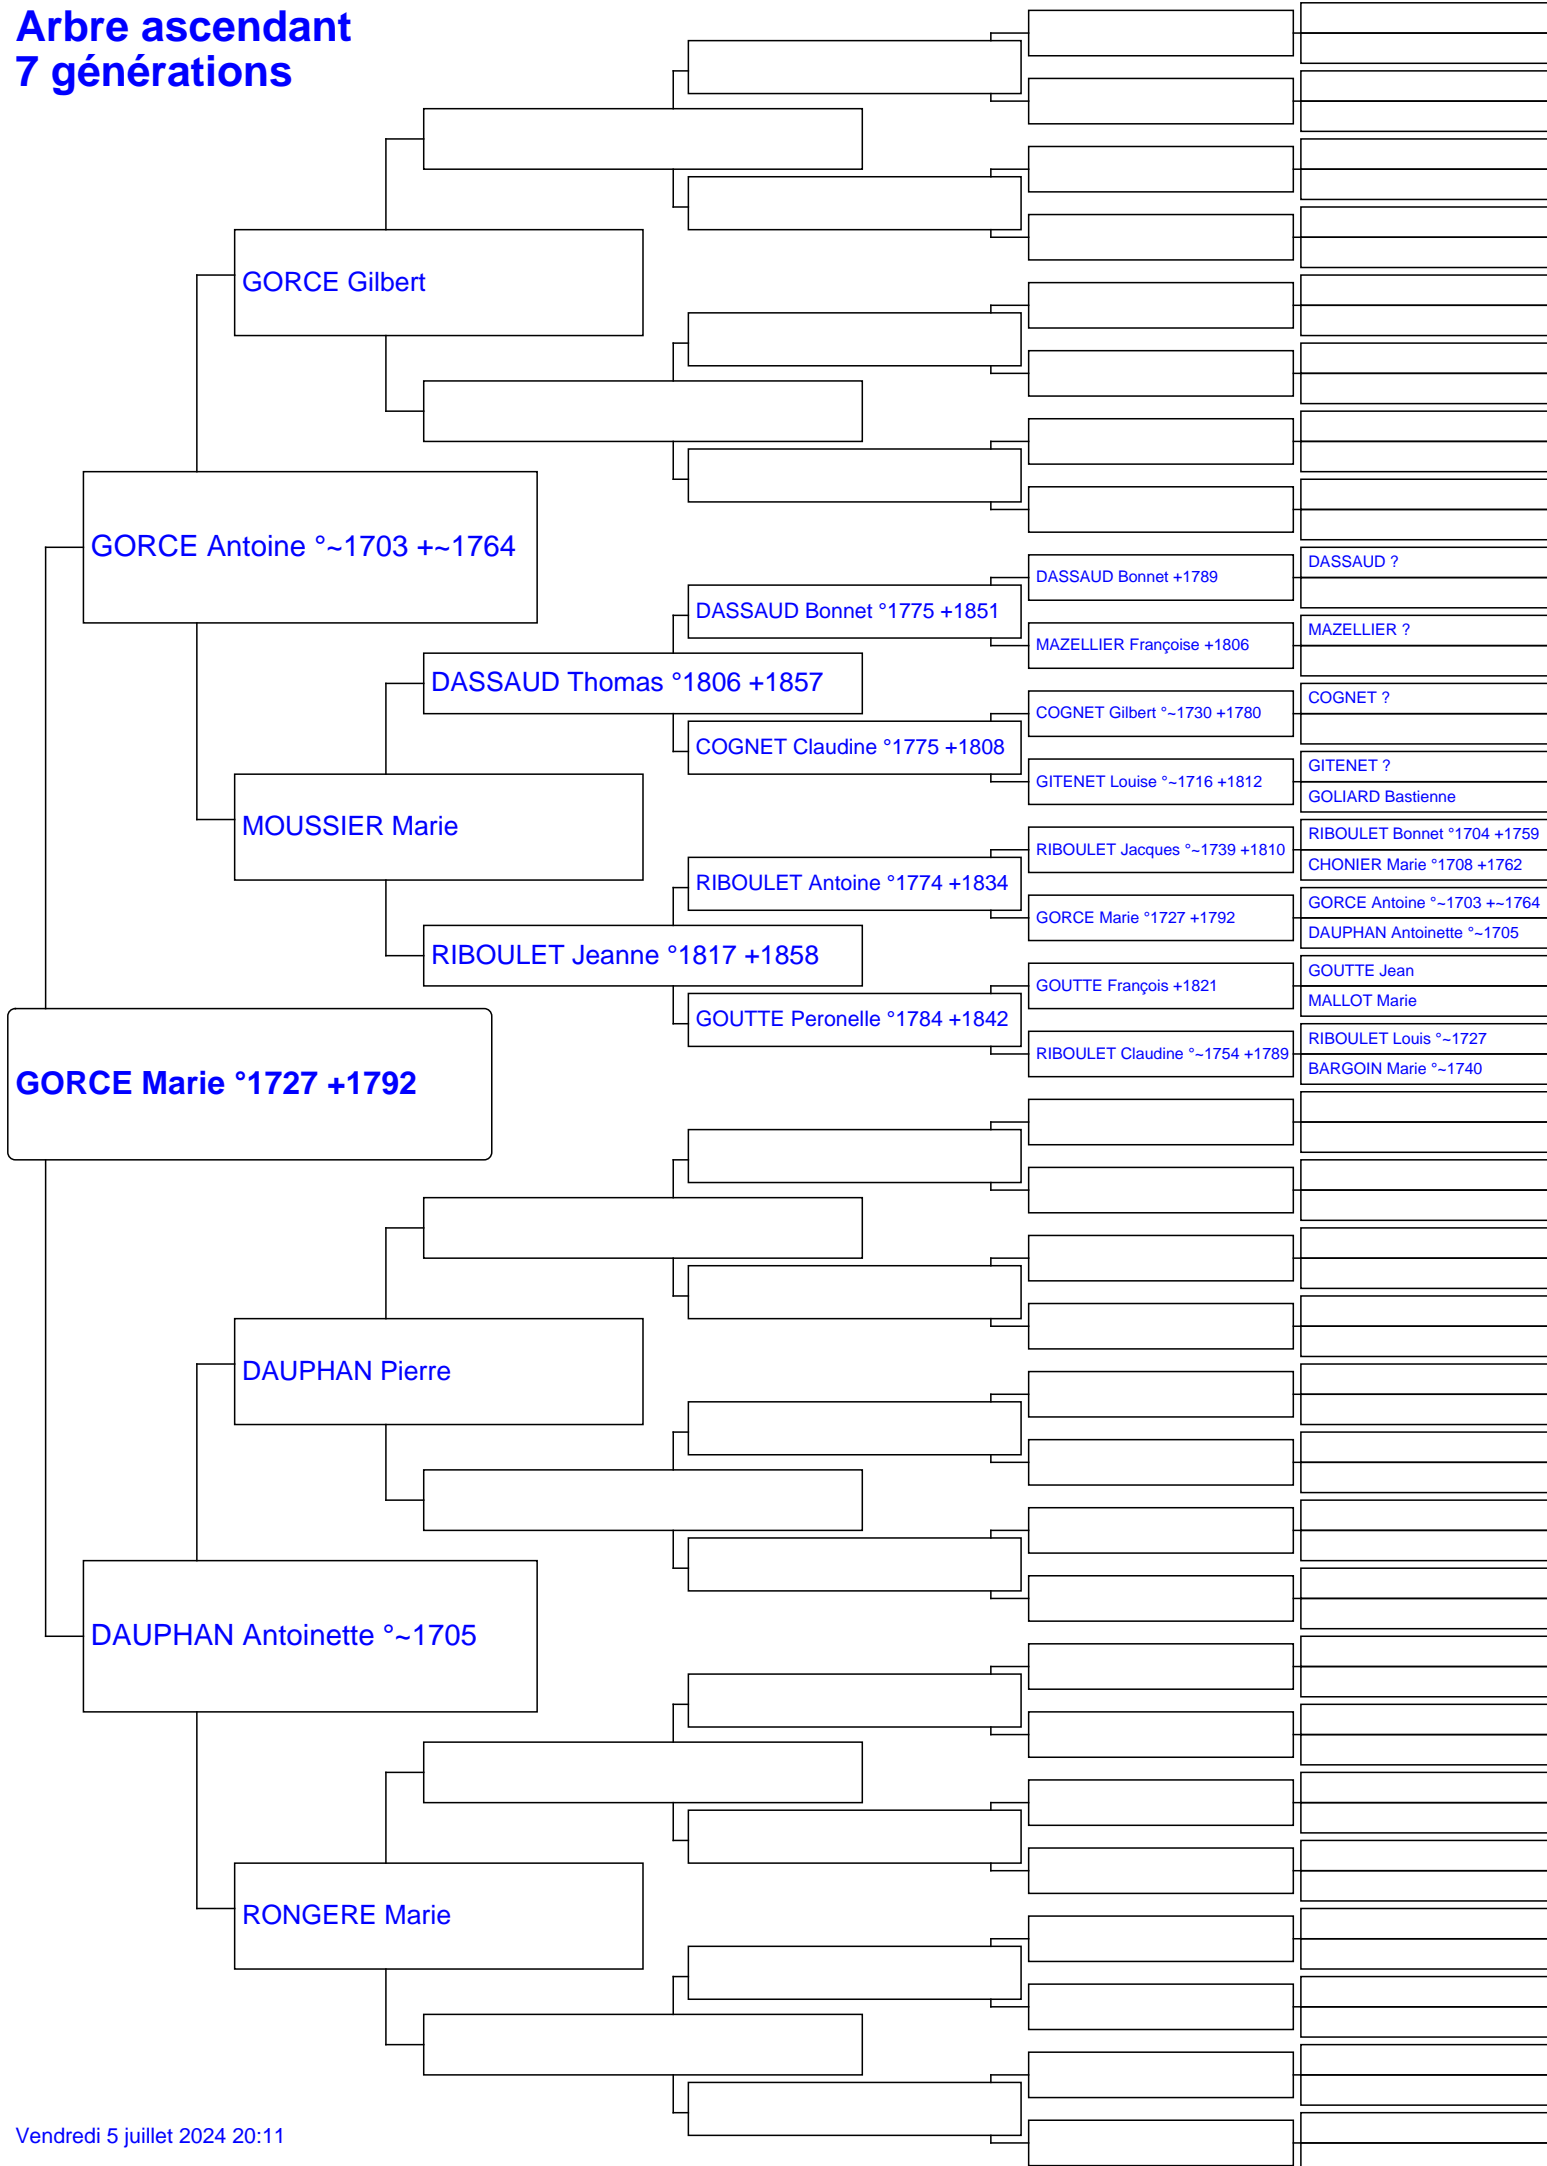 Arbre ascendant
7 générations
GORCE Gilbert
GORCE Antoine °~1703 +~1764
DASSAUD Bonnet +1789
DASSAUD ?
DASSAUD Bonnet °1775 +1851
MAZELLIER Françoise +1806
MAZELLIER ?
DASSAUD Thomas °1806 +1857
COGNET Gilbert °~1730 +1780
COGNET ?
COGNET Claudine °1775 +1808
GITENET Louise °~1716 +1812
GITENET ?
GOLIARD Bastienne
MOUSSIER Marie
RIBOULET Jacques °~1739 +1810
RIBOULET Bonnet °1704 +1759
CHONIER Marie °1708 +1762
RIBOULET Antoine °1774 +1834
GORCE Marie °1727 +1792
GORCE Antoine °~1703 +~1764
DAUPHAN Antoinette °~1705
RIBOULET Jeanne °1817 +1858
GOUTTE François +1821
GOUTTE Jean
MALLOT Marie
GOUTTE Peronelle °1784 +1842
RIBOULET Claudine °~1754 +1789
RIBOULET Louis °~1727
BARGOIN Marie °~1740
GORCE Marie °1727 +1792
DAUPHAN Pierre
DAUPHAN Antoinette °~1705
RONGERE Marie
Vendredi 5 juillet 2024 20:11